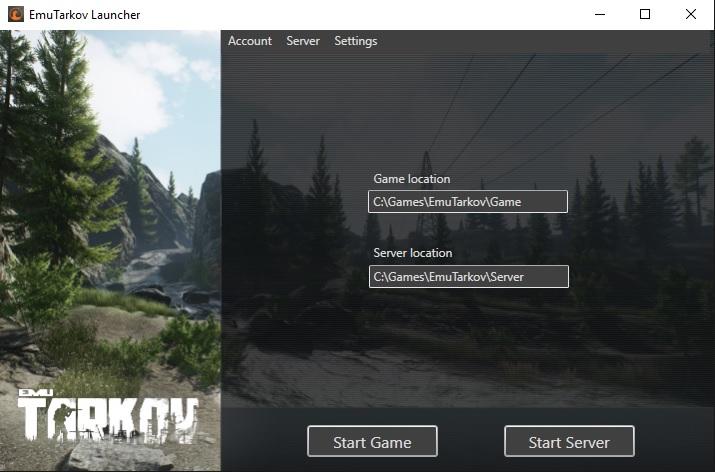 EmuTarkov Launcher
Account Server Settings
Game location
C:\Games\EmuTarkov\Game
Server location
C:\Games\EmuTarkov\Server
EMU
TARKOV
Start Game Start Server